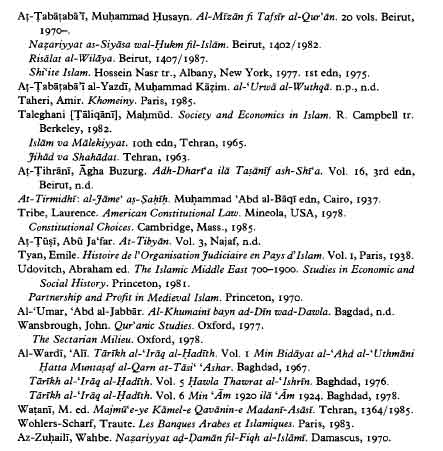 Aṭ-Ṭabāṭabā'ī, Muḥammad Ḥusayn. Al-Mīzān fi Tafsīr al-Qur'ān. 20 vols. Beirut,
1970–.
Naẓariyyat as-Siyāsa wal-Ḥukm fil-Islām. Beirut, 1402/1982.
Risālat al-Wilāya. Beirut, 1407/1987.
Shi'ite Islam. Hossein Nasr tr., Albany, New York, 1977. 1st edn, 1975.
Aṭ-Ṭabāṭabā'ī al-Yazdī, Muḥammad Kāẓim. al-'Urwā al-Wuthqā. n.p., n.d.
Taheri, Amir. Khomeiny. Paris, 1985.
Taleghani [Ṭāliqānī], Maḥmūd. Society and Economics in Islam. R. Campbell tr.
Berkeley, 1982.
Islām va Mālekiyyat. 10th edn, Tehran, 1965.
Jihād va Shahādat. Tehran, 1963.
Aṭ-Ṭihrānī, Āgha Buzurg. Adh-Dharī'a ilā Taṣānīf ash-Shī'a. Vol. 16, 3rd edn,
Beirut, n.d.
At-Tirmidhī: al-Jāme' aṣ-Ṣaḥīḥ. Muḥammad 'Abd al-Bāqī edn, Cairo, 1937.
Tribe, Laurence. American Constitutional Law. Mineola, USA, 1978.
Constitutional Choices. Cambridge, Mass., 1985.
Aṭ-Ṭūṣī, Abū Ja'far. At-Tibyān. Vol. 3, Najaf, n.d.
Tyan, Emile. Histoire de l'Organisation Judiciaire en Pays d'Islam. Vol. 1, Paris, 1938.
Udovitch, Abraham ed. The Islamic Middle East 700–1900. Studies in Economic and
Social History. Princeton, 1981.
Partnership and Profit in Medieval Islam. Princeton, 1970.
Al-'Umar, 'Abd al-Jabbār. Al-Khumainī bayn ad-Dīn wad-Dawla. Bagdad, n.d.
Wansbrough, John. Qur'anic Studies. Oxford, 1977.
The Sectarian Milieu. Oxford, 1978.
Al-Wardī, 'Alī. Tārīkh al-'Irāq al-Ḥadīth. Vol. 1 Min Bidāyat al-'Ahd al-'Uthmānī
Ḥatta Muntaṣaf al-Qarn at-Tāsi' 'Ashar. Baghdad, 1967.
Tārīkh al-'Irāq al-Ḥadīth. Vol. 5 Ḥawla Thawrat al-'Ishrīn. Baghdad, 1976.
Tārīkh al-'Irāq al-Ḥadīth. Vol. 6 Min 'Ām 1920 ilā 'Ām 1924. Baghdad, 1978.
Waṭanī, M. ed. Majmū'e-ye Kāmel-e Qavānin-e Madanī-Asāsī. Tehran, 1364/1985.
Wohlers-Scharf, Traute. Les Banques Arabes et Islamiques. Paris, 1983.
Az-Zuḥailī, Wahbe. Naẓariyyat aḍ-Ḍamān fil-Fiqh al-Islāmī. Damascus, 1970.